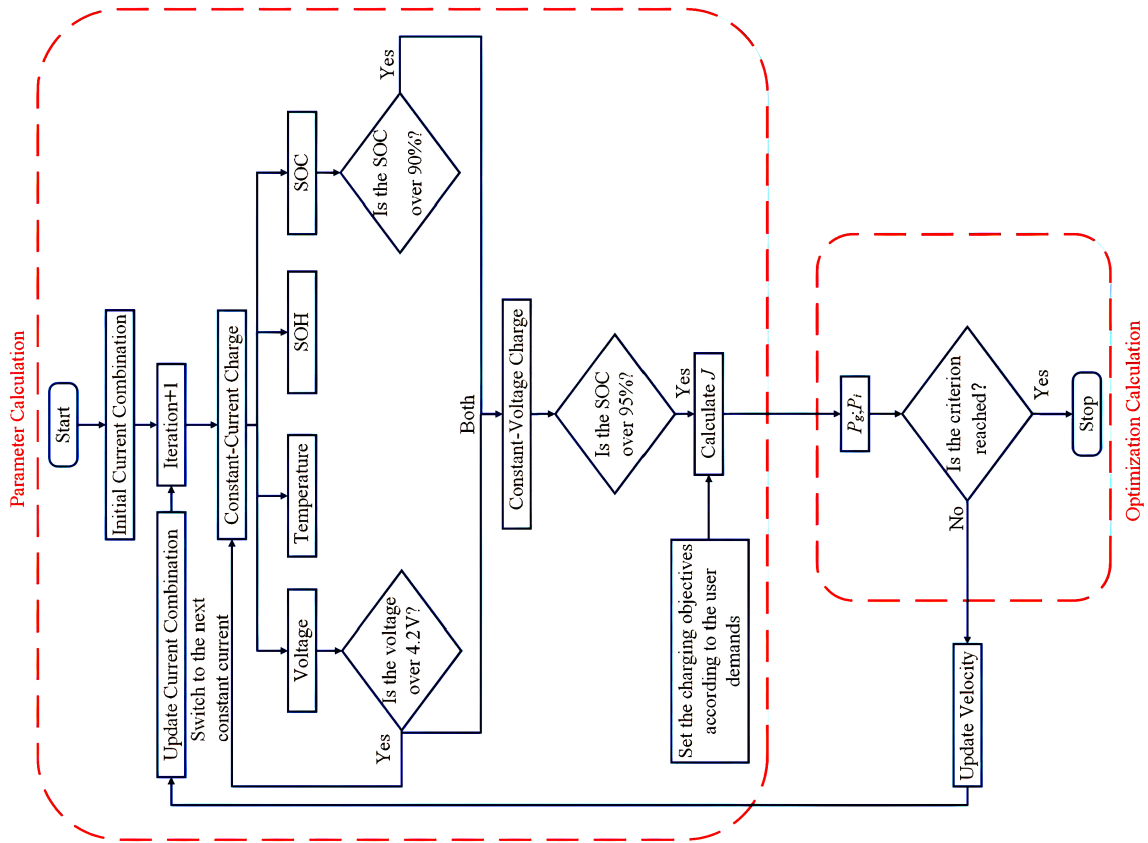 Parameter Calculation
Start
Initial Current Combination
Update Current Combination
Iteration+1
Switch to the next
constant current
Constant-Current Charge
Voltage
Temperature
SOH
SOC
Is the voltage
over 4.2V?
Is the SOC
over 90%?
Yes
Yes
Both
Constant-Voltage Charge
Is the SOC
over 95%?
Yes
Set the charging objectives
according to the user
demands
Calculate J
Pg;Pi
Is the criterion
reached?
No
Yes
Update Velocity
Stop
Optimization Calculation